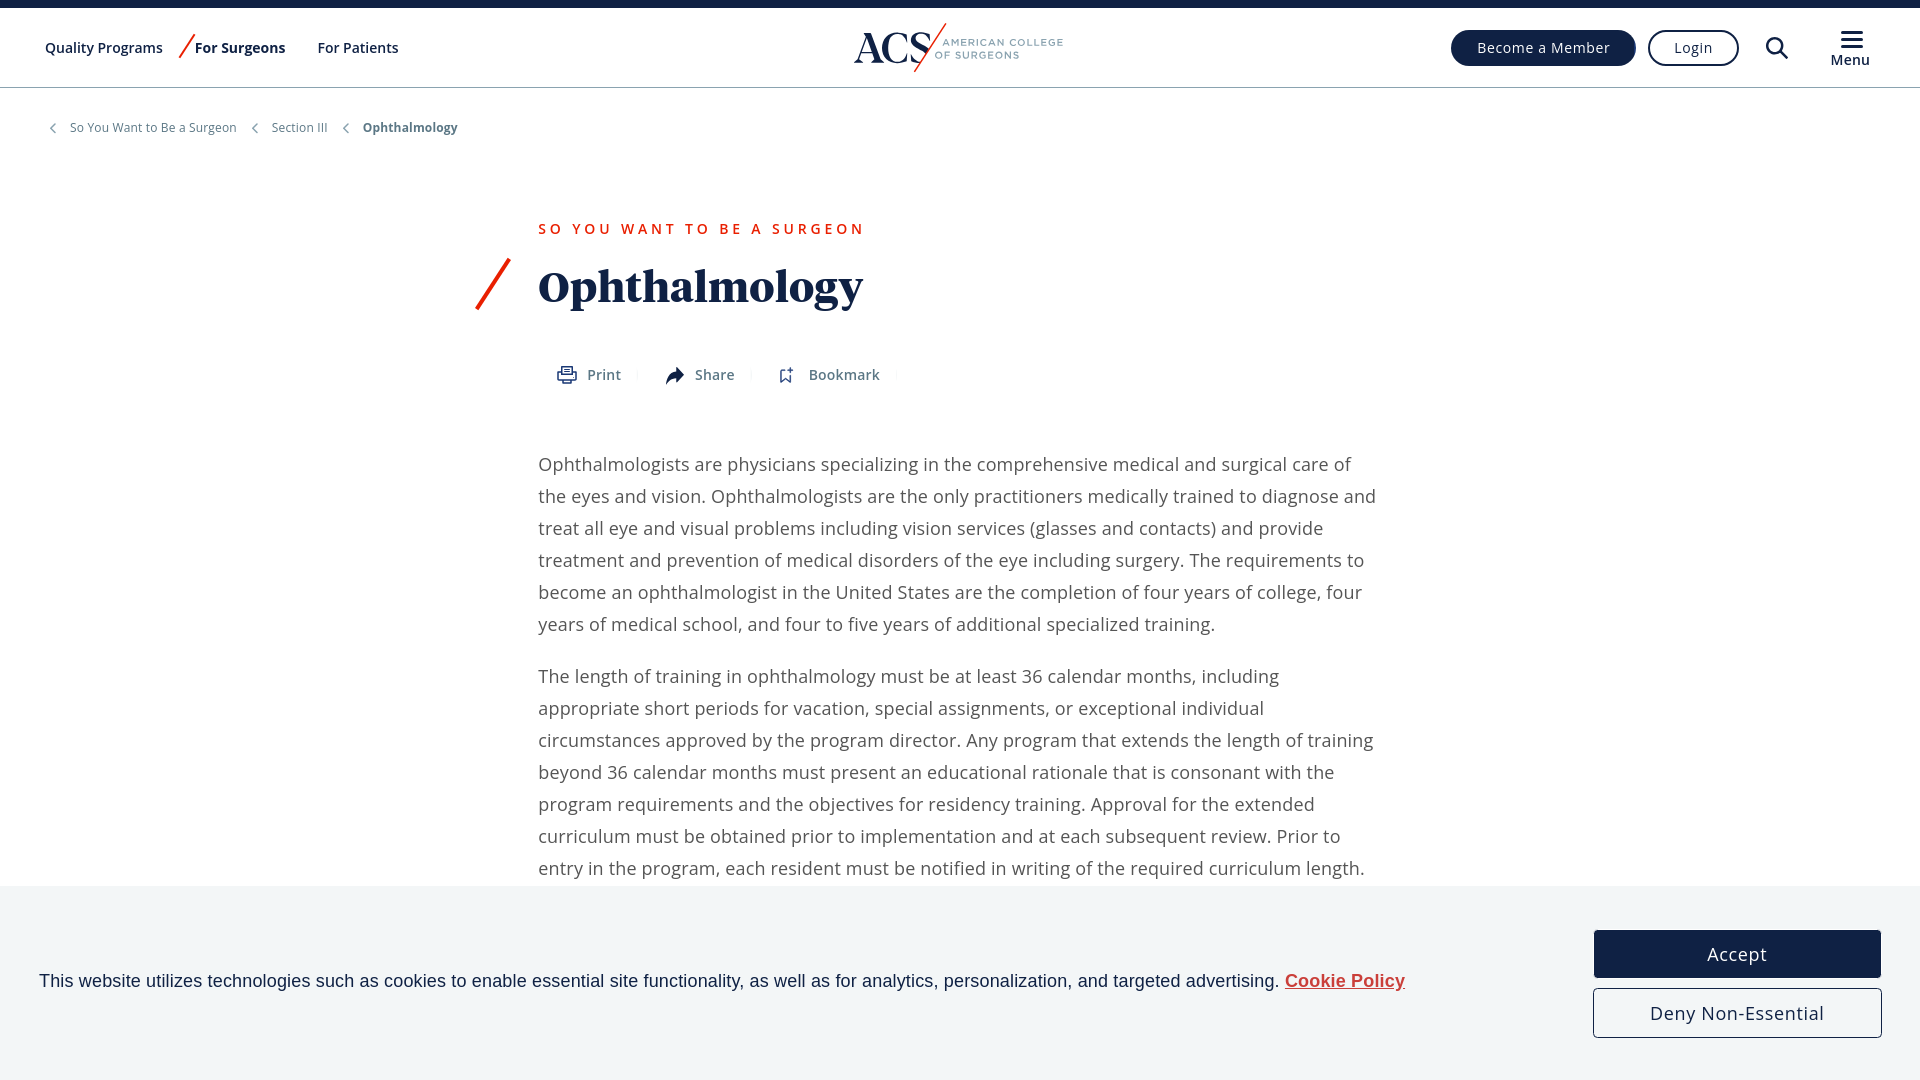 Quality Programs
For Surgeons
For Patients
ACS AMERICAN COLLEGE
OF SURGEONS
Become a Member
Login
Menu
So You Want to Be a Surgeon
Section III
Ophthalmology
SO YOU WANT TO BE A SURGEON
Ophthalmology
Print
Share
Bookmark
Ophthalmologists are physicians specializing in the comprehensive medical and surgical care of
the eyes and vision. Ophthalmologists are the only practitioners medically trained to diagnose and
treat all eye and visual problems including vision services (glasses and contacts) and provide
treatment and prevention of medical disorders of the eye including surgery. The requirements to
become an ophthalmologist in the United States are the completion of four years of college, four
years of medical school, and four to five years of additional specialized training.
The length of training in ophthalmology must be at least 36 calendar months, including
appropriate short periods for vacation, special assignments, or exceptional individual
circumstances approved by the program director. Any program that extends the length of training
beyond 36 calendar months must present an educational rationale that is consonant with the
program requirements and the objectives for residency training. Approval for the extended
curriculum must be obtained prior to implementation and at each subsequent review. Prior to
entry in the program, each resident must be notified in writing of the required curriculum length.
This website utilizes technologies such as cookies to enable essential site functionality, as well as for analytics, personalization, and targeted advertising. Cookie Policy
Accept
Deny Non-Essential